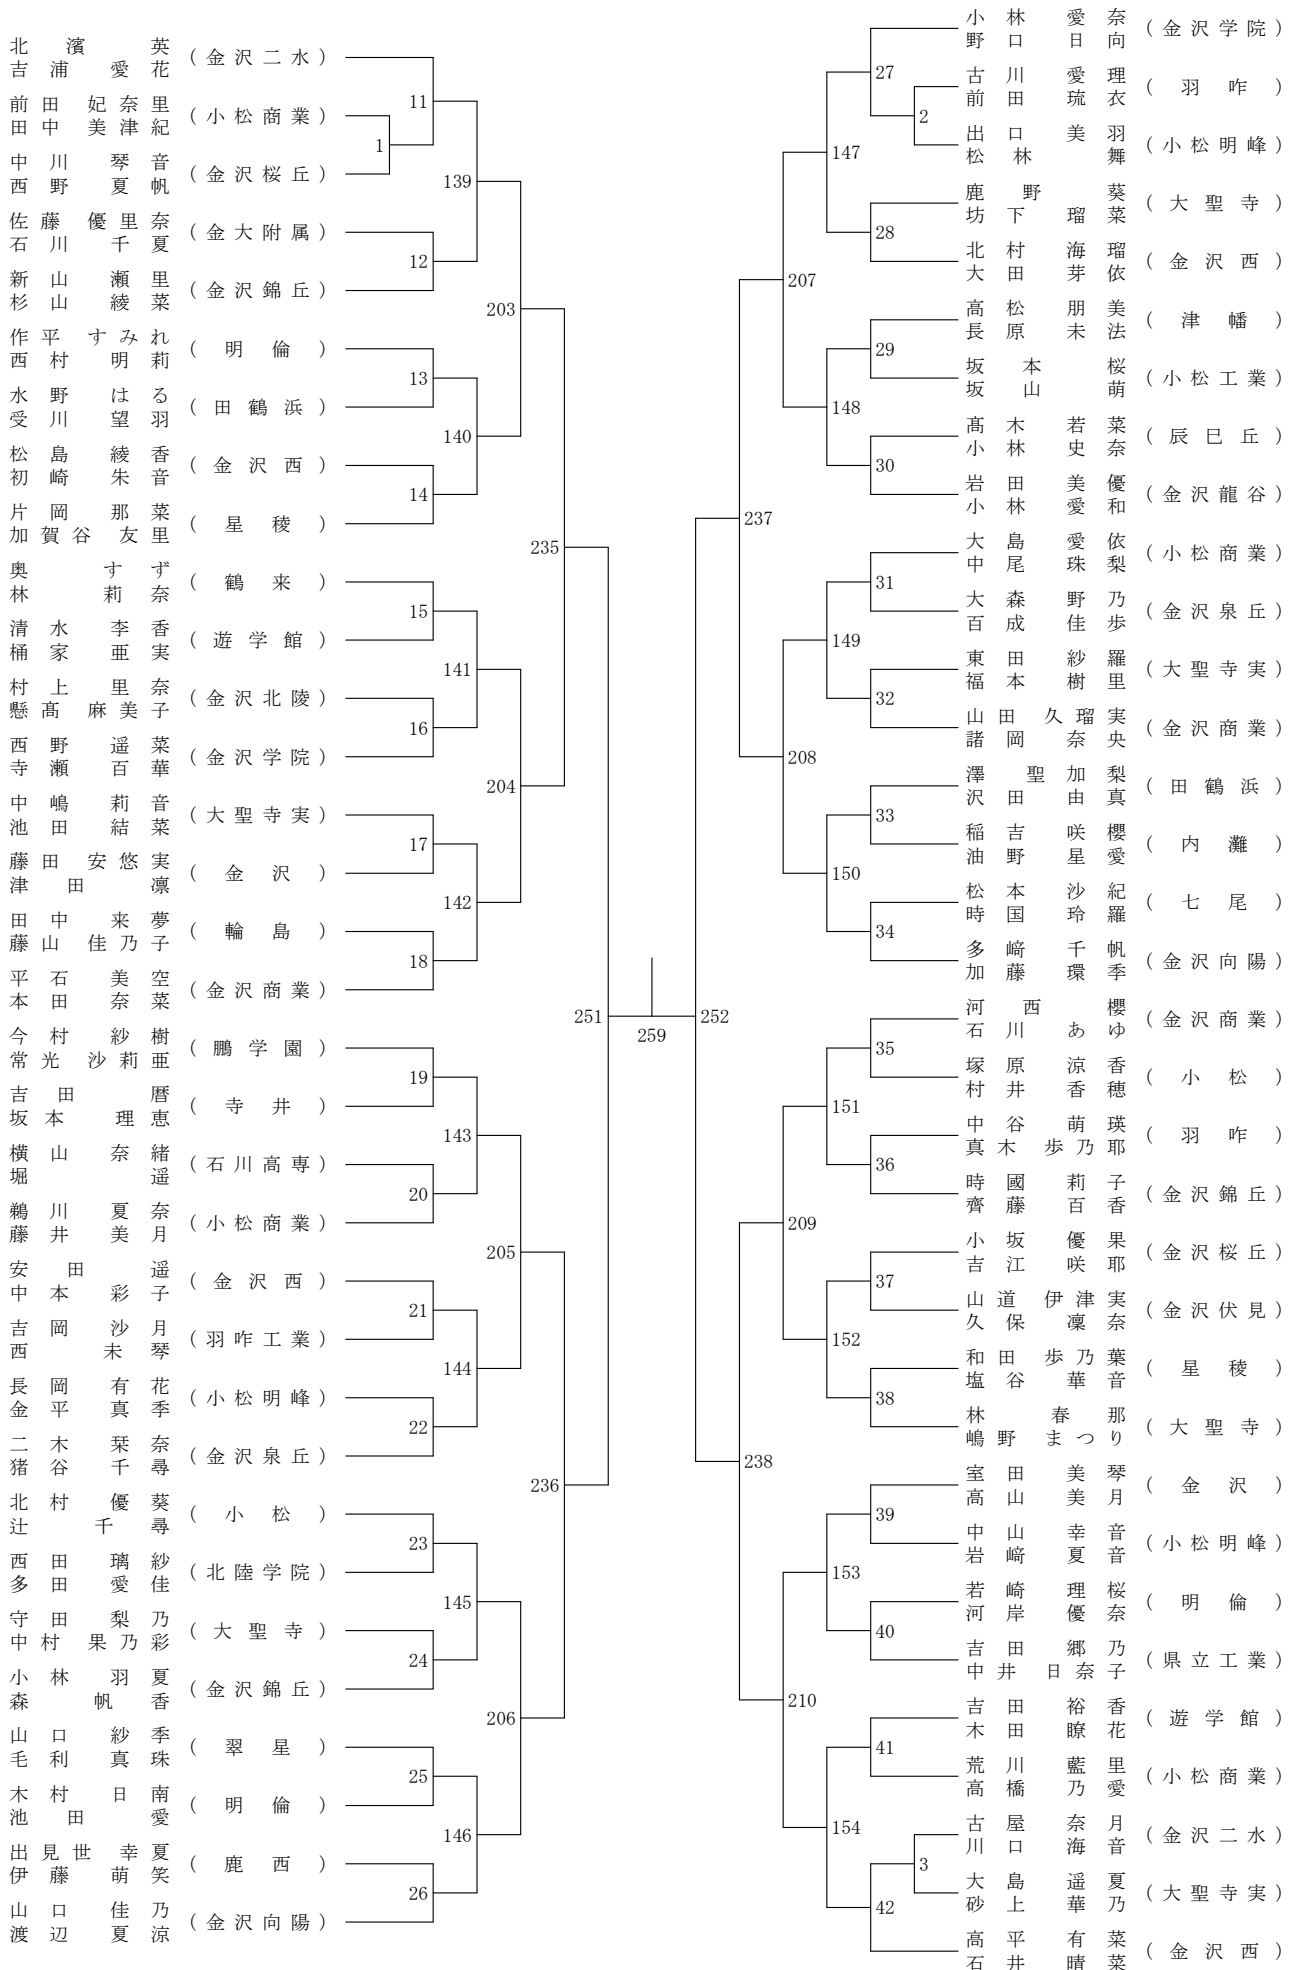 北濱英
吉浦愛花
(金沢二水)
前田妃奈里
田中美津紀
(小松商業)
中川琴音
西野夏帆
(金沢桜丘)
佐藤優里奈
石川千夏
(金大附属)
新山瀬里
杉山綾菜
(金沢錦丘)
作平すみれ
西村明莉
(明倫)
水野はる
受川望羽
(田鶴浜)
松島綾香
初崎朱音
(金沢西)
片岡那菜
加賀谷友里
(星稜)
奥すず
林莉奈
(鶴来)
清水李香
桶家亜実
(遊学館)
村上里奈
懸髙麻美子
(金沢北陵)
西野遥菜
寺瀬百華
(金沢学院)
中嶋莉音
池田結菜
(大聖寺実)
藤田安悠実
津田凛
(金沢)
田中来夢
藤山佳乃子
(輪島)
平石美空
本田奈菜
(金沢商業)
今村紗樹
常光沙莉亜
(鵬学園)
吉田暦
坂本理恵
(寺井)
横山奈緒
堀遥
(石川高専)
鵜川夏奈
藤井美月
(小松商業)
安田遥
中本彩子
(金沢西)
吉岡沙月
西未琴
(羽咋工業)
長岡有花
金平真季
(小松明峰)
二木栞奈
猪谷千尋
(金沢泉丘)
北村優葵
辻千尋
(小松)
西田璃紗
多田愛佳
(北陸学院)
守田梨乃
中村果乃彩
(大聖寺)
小林羽夏
森帆香
(金沢錦丘)
山口紗季
毛利真珠
(翠星)
木村日南
池田愛
(明倫)
出見世幸夏
伊藤萌笑
(鹿西)
山口佳乃
渡辺夏涼
(金沢向陽)
1
11
12
13
14
15
16
17
18
19
20
21
22
23
24
25
26
139
140
141
142
143
144
145
146
203
204
205
206
235
236
251
259
252
237
238
207
208
209
210
147
148
149
150
151
152
153
154
27
28
29
30
31
32
33
34
35
36
37
38
39
40
41
42
2
3
小林愛奈
野口日向
(金沢学院)
古川愛理
前田琉衣
(羽咋)
出口美羽
松林舞
(小松明峰)
鹿野葵
坊下瑠菜
(大聖寺)
北村海瑠
大田芽依
(金沢西)
高松朋美
長原未法
(津幡)
坂本桜
坂山萌
(小松工業)
髙木若菜
小林史奈
(辰巳丘)
岩田美優
小林愛和
(金沢龍谷)
大島愛依
中尾珠梨
(小松商業)
大森野乃
百成佳歩
(金沢泉丘)
東田紗羅
福本樹里
(大聖寺実)
山田久瑠実
諸岡奈央
(金沢商業)
澤聖加梨
沢田由真
(田鶴浜)
稲吉咲櫻
油野星愛
(内灘)
松本沙紀
時国玲羅
(七尾)
多﨑千帆
加藤環季
(金沢向陽)
河西櫻
石川あゆ
(金沢商業)
塚原涼香
村井香穂
(小松)
中谷萌瑛
真木歩乃耶
(羽咋)
時國莉子
齊藤百香
(金沢錦丘)
小坂優果
吉江咲耶
(金沢桜丘)
山道伊津実
久保凜奈
(金沢伏見)
和田歩乃葉
塩谷華音
(星稜)
林春那
嶋野まつり
(大聖寺)
室田美琴
高山美月
(金沢)
中山幸音
岩﨑夏音
(小松明峰)
若崎理桜
河岸優奈
(明倫)
吉田郷乃
中井日奈子
(県立工業)
吉田裕香
木田瞭花
(遊学館)
荒川藍里
高橋乃愛
(小松商業)
古屋奈月
川口海音
(金沢二水)
大島遥夏
砂上華乃
(大聖寺実)
高平有菜
石井晴菜
(金沢西)